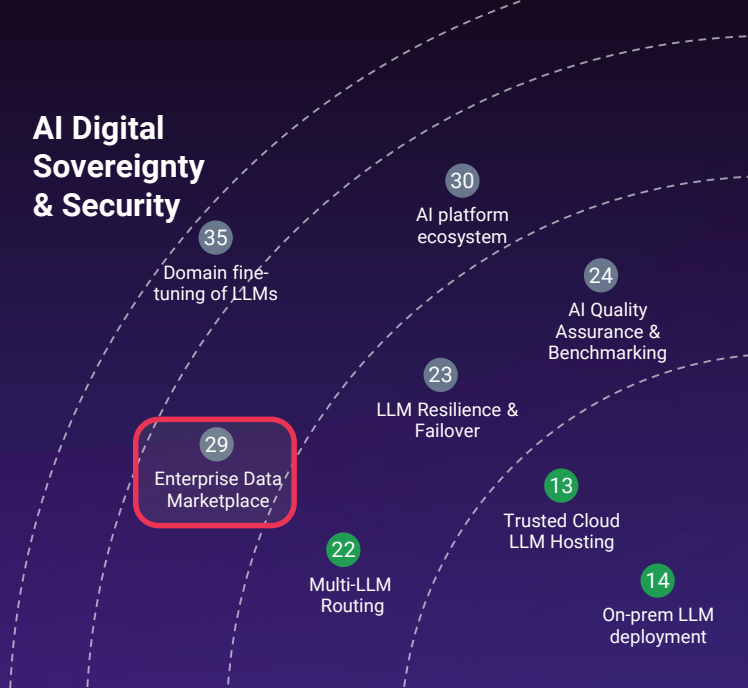 AI Digital
Sovereignty
& Security
30
AI platform
ecosystem
35
Domain fine-
tuning of LLMs
24
AI Quality
Assurance &
Benchmarking
23
LLM Resilience &
Failover
29
Enterprise Data
Marketplace
13
Trusted Cloud
LLM Hosting
22
Multi-LLM
Routing
14
On-prem LLM
deployment